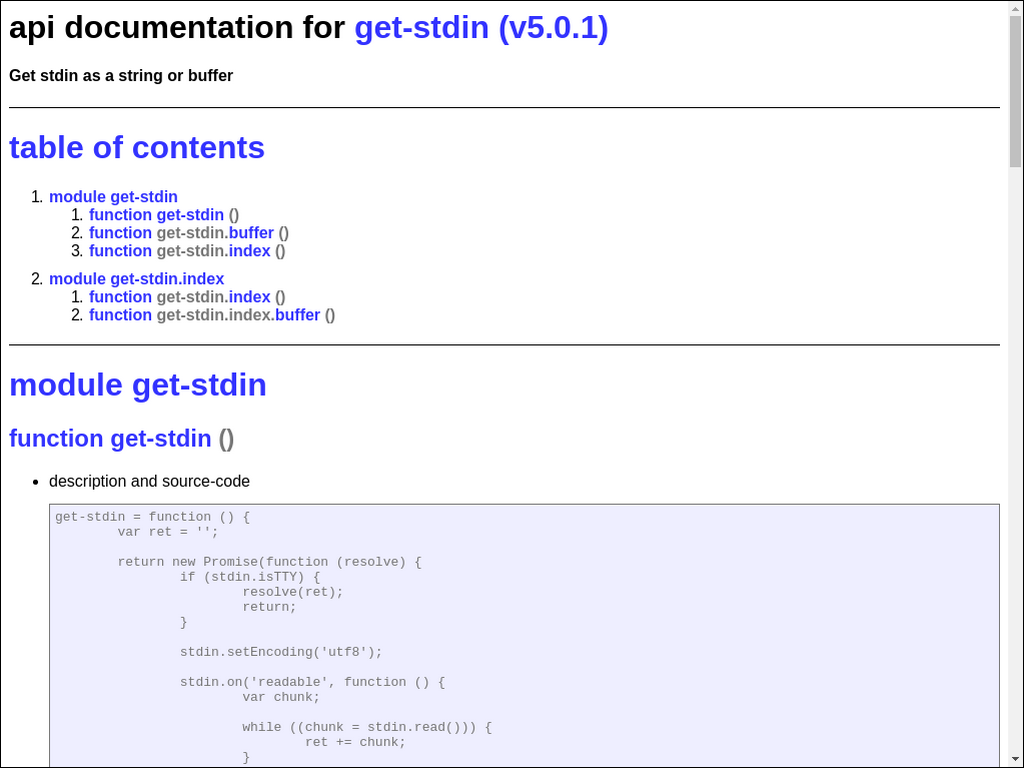 api documentation for get-stdin (v5.0.1)
Get stdin as a string or buffer
table of contents
1. module get-stdin
1. function get-stdin ()
2. function get-stdin.buffer ()
3. function get-stdin.index ()
2. module get-stdin.index
1. function get-stdin.index ()
2. function get-stdin.index.buffer ()
module get-stdin
function get-stdin ()
• description and source-code
get-stdin = function () {
        var ret = '';
        return new Promise(function (resolve) {
                if (stdin.isTTY) {
                        resolve(ret);
                        return;
                }
                stdin.setEncoding('utf8');
                stdin.on('readable', function () {
                        var chunk;
                        while ((chunk = stdin.read())) {
                                ret += chunk;
                        }